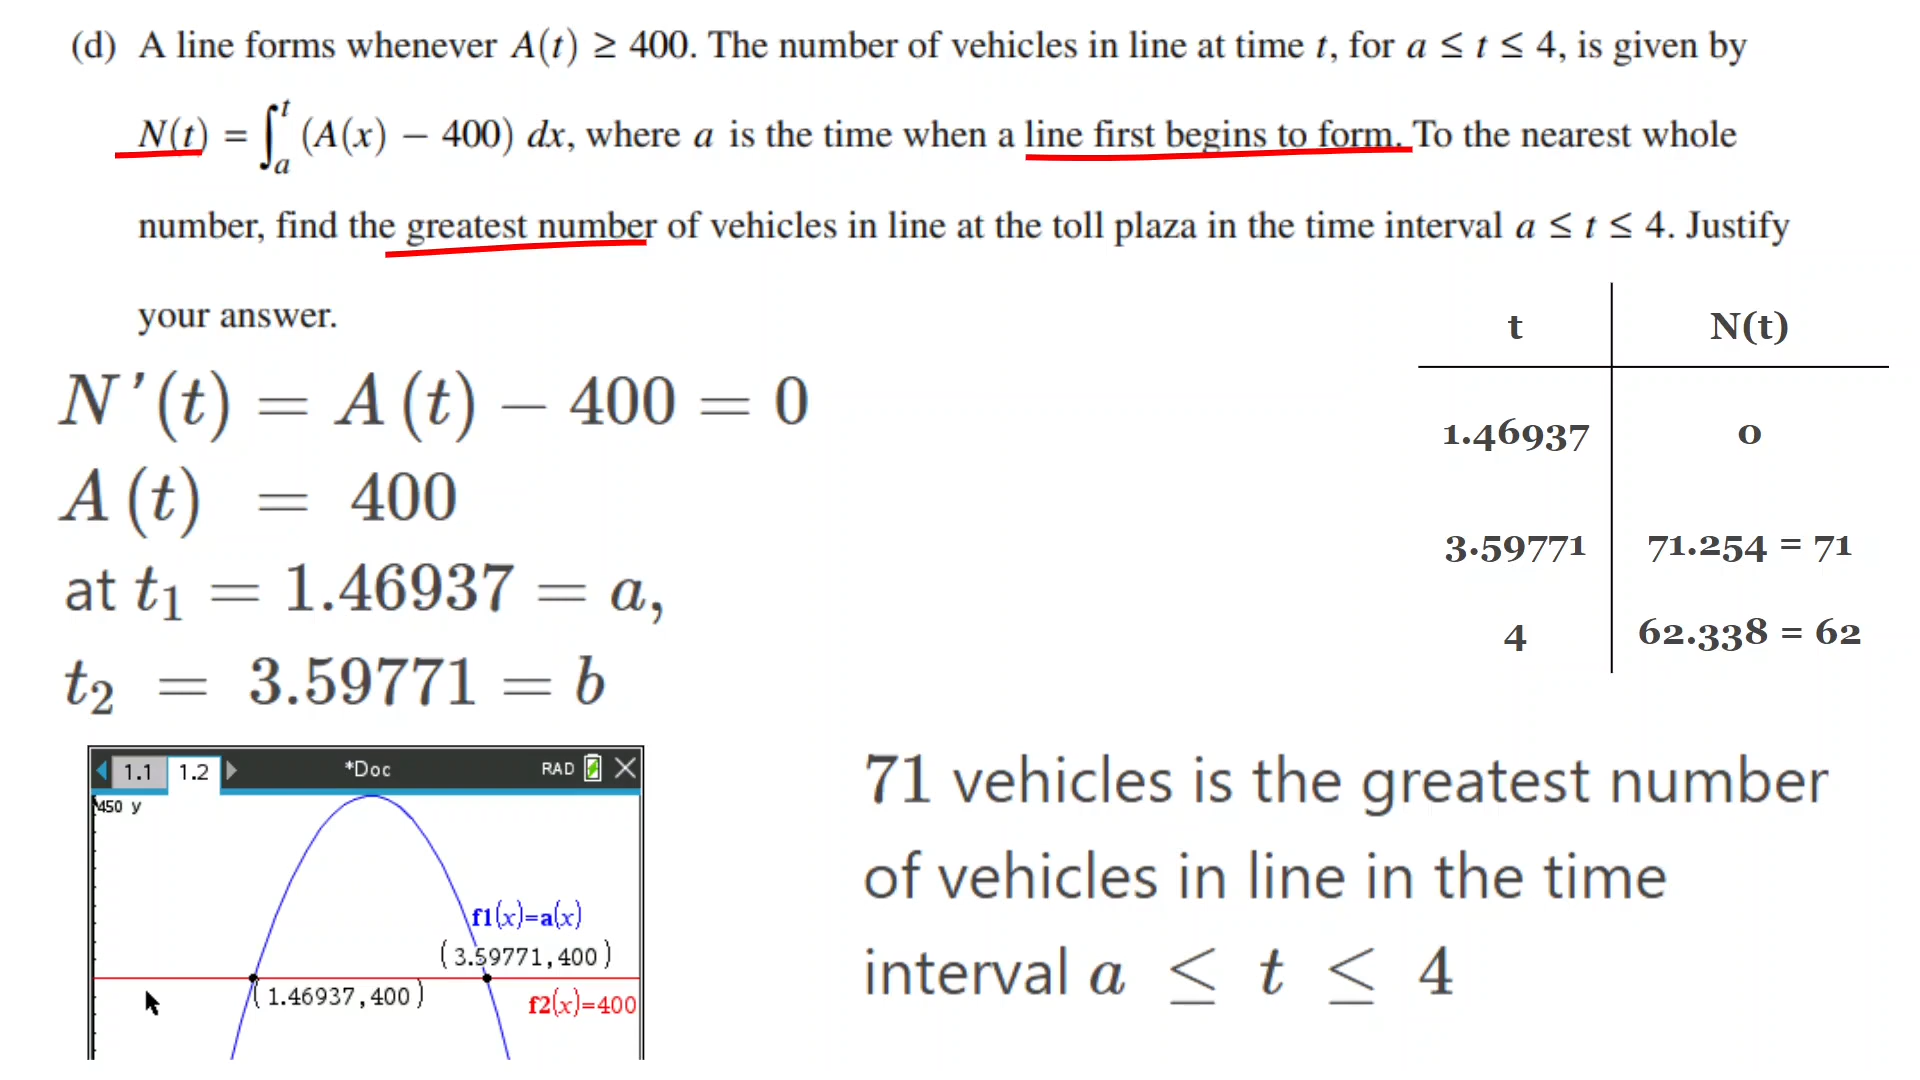 (d) A line forms whenever A(t) ≥ 400. The number of vehicles in line at time t, for a ≤ t ≤ 4, is given by
N(t) = ∫ₐᵗ (A(x) − 400) dx, where a is the time when a line first begins to form. To the nearest whole
number, find the greatest number of vehicles in line at the toll plaza in the time interval a ≤ t ≤ 4. Justify
your answer.
t N(t)
1.46937 0
3.59771 71.254 = 71
4 62.338 = 62
N'(t) = A(t) − 400 = 0
A(t) = 400
at t₁ = 1.46937 = a,
t₂ = 3.59771 = b
1.1 1.2 *Doc RAD
450 y
f1(x)=a(x)
(3.59771,400)
(1.46937,400)
f2(x)=400
71 vehicles is the greatest number
of vehicles in line in the time
interval a ≤ t ≤ 4